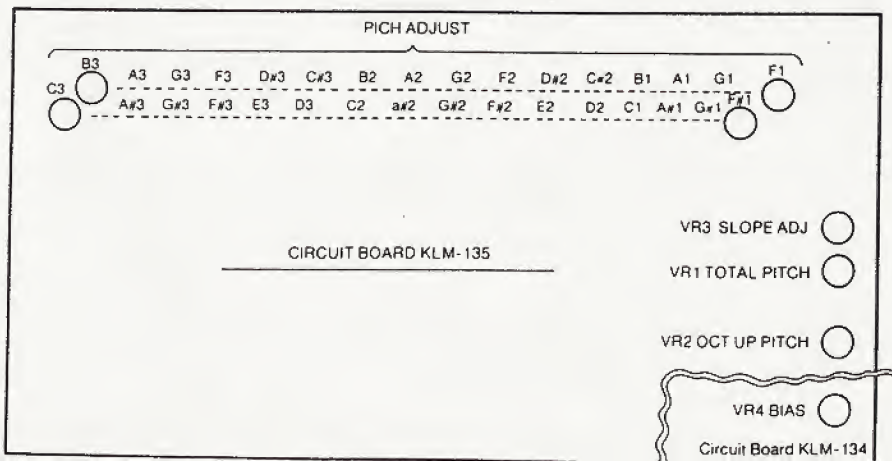 PICH ADJUST
B3 A3 G3 F3 D#3 C#3 B2 A2 G2 F2 D#2 C#2 B1 A1 G1 F1
C3 A#3 G#3 F#3 E3 D3 C2 a#2 G#2 F#2 E2 D2 C1 A#1 G#1 F#1
VR3 SLOPE ADJ
CIRCUIT BOARD KLM-135
VR1 TOTAL PITCH
VR2 OCT UP PITCH
VR4 BIAS
Circuit Board KLM-134